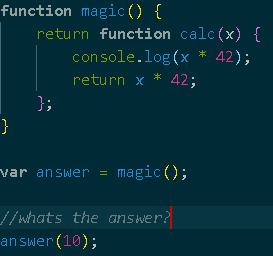 function magic() {
    return function calc(x) {
        console.log(x * 42);
        return x * 42;
    };
}
var answer = magic();
//whats the answer?
answer(10);